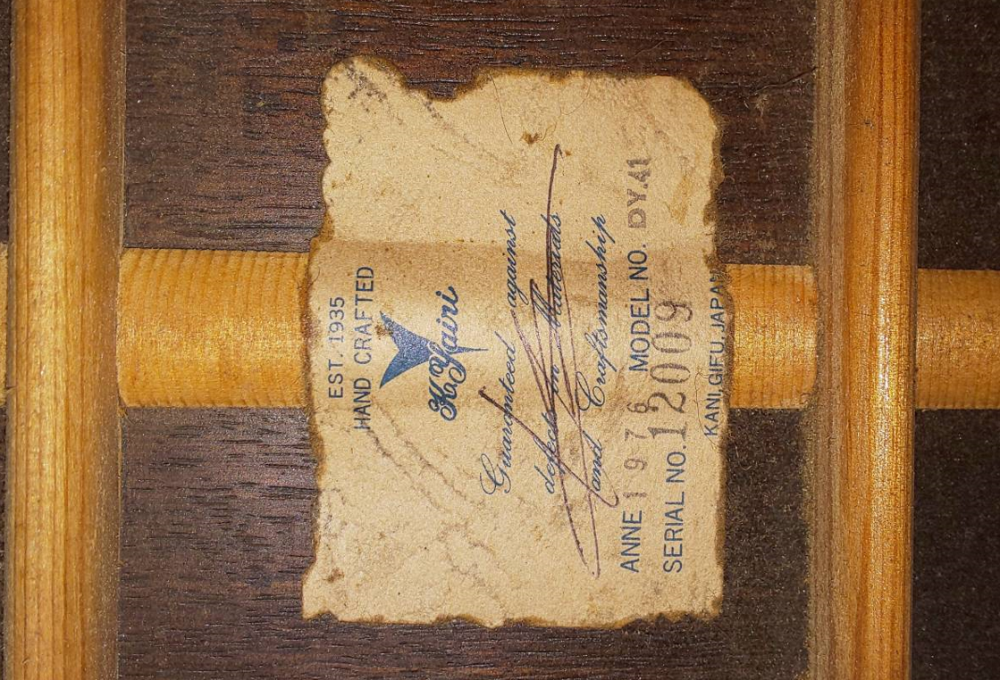 EST. 1935
HAND CRAFTED
K.Yairi
Guaranteed against
defects in Materials
and Craftsmanship
ANNE 1976 MODEL NO. DY.41
SERIAL NO. 12009
KANI, GIFU, JAPAN